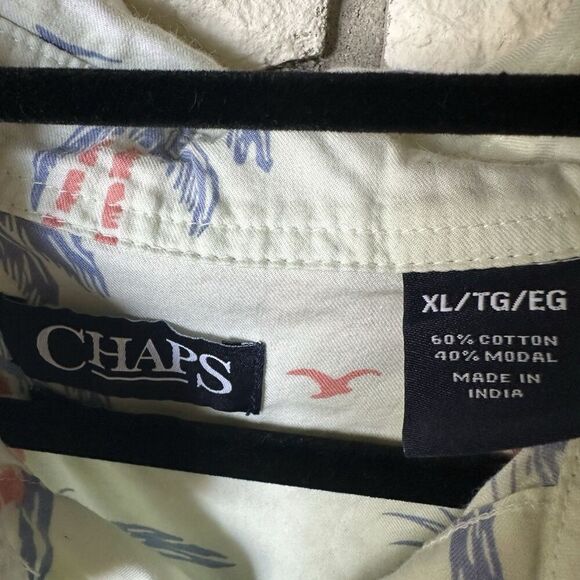 CHAPS
XL/TG/EG
60% COTTON
40% MODAL
MADE IN
INDIA